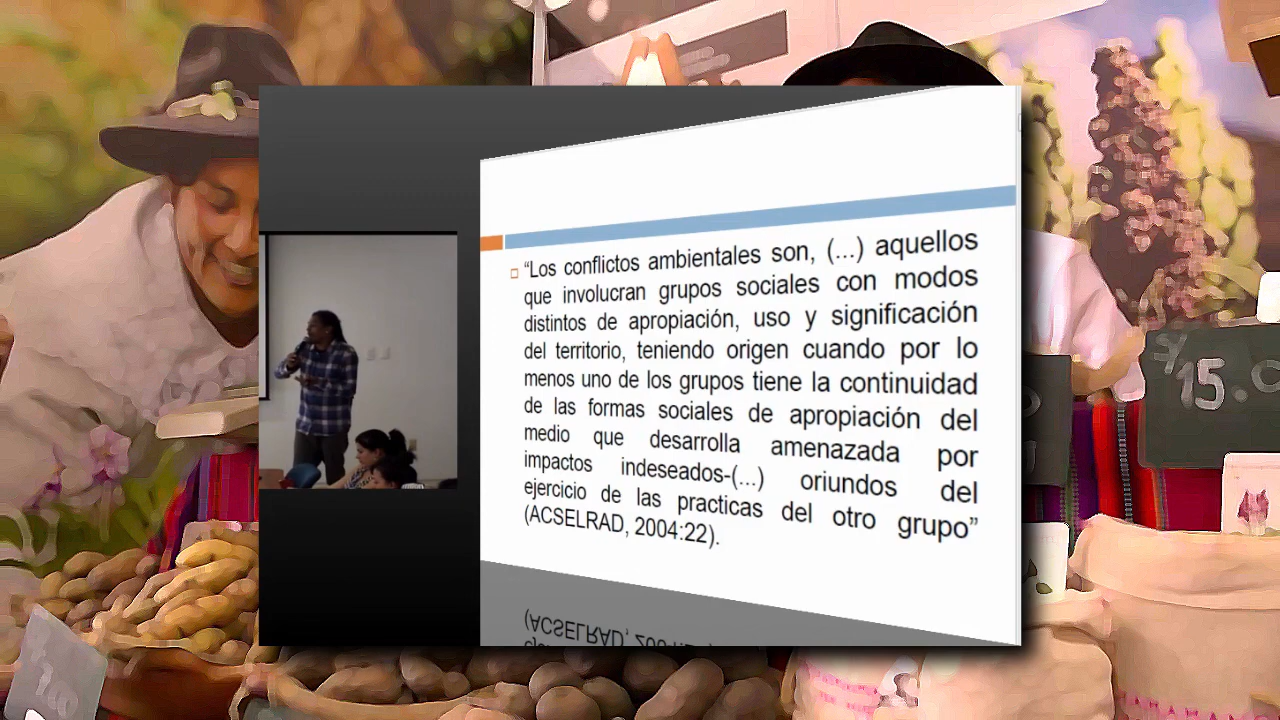 “Los conflictos ambientales son, (...) aquellos
que involucran grupos sociales con modos
distintos de apropiación, uso y significación
del territorio, teniendo origen cuando por lo
menos uno de los grupos tiene la continuidad
de las formas sociales de apropiación del
medio que desarrolla amenazada por
impactos indeseados-(...) oriundos del
ejercicio de las practicas del otro grupo”
(ACSELRAD, 2004:22).
S/
15.